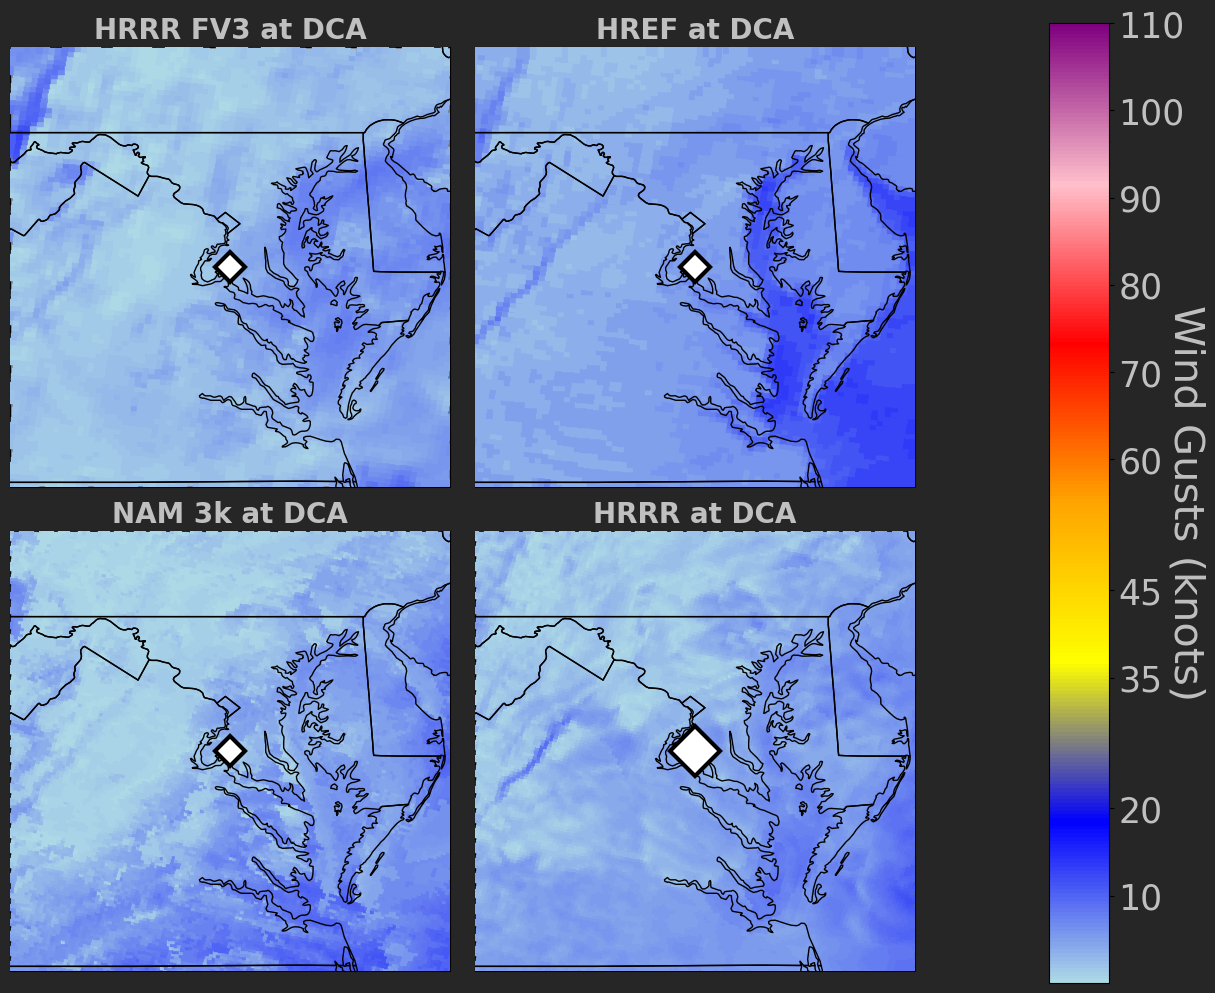 HRRR FV3 at DCA
HREF at DCA
NAM 3k at DCA
HRRR at DCA
110
100
90
80
70
60
45
35
20
10
Wind Gusts (knots)